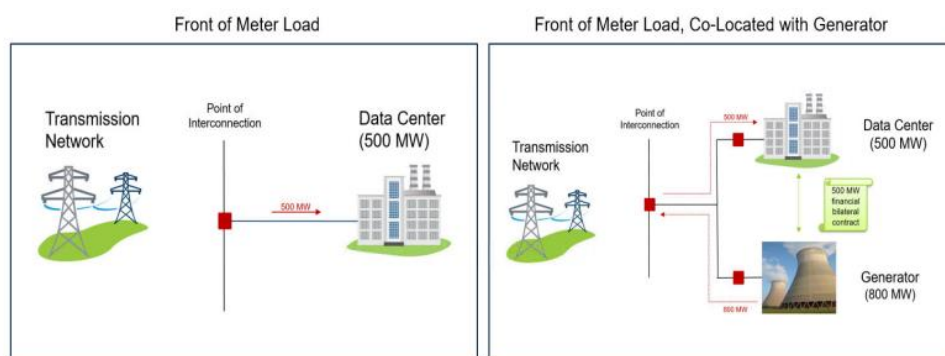 Front of Meter Load
Transmission
Network
Point of
Interconnection
Data Center
(500 MW)
500 MW
Front of Meter Load, Co-Located with Generator
Point of
Interconnection
500 MW
Data Center
(500 MW)
Transmission
Network
500 MW
financial
bilateral
contract
Generator
(800 MW)
800 MW